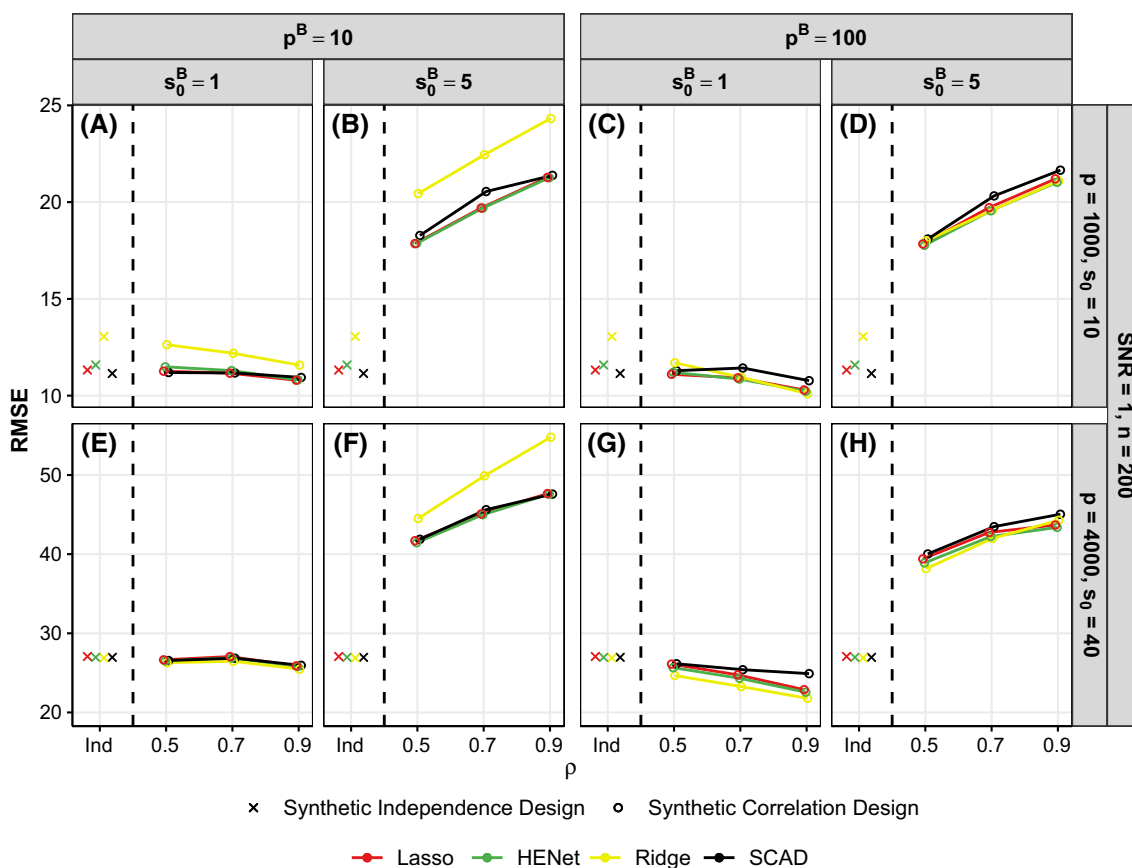 p^B = 10
p^B = 100
s_0^B = 1
s_0^B = 5
s_0^B = 1
s_0^B = 5
(A)
(B)
(C)
(D)
25
20
15
10
p = 1000, s_0 = 10
(E)
(F)
(G)
(H)
50
40
30
20
p = 4000, s_0 = 40
SNR = 1, n = 200
RMSE
Ind 0.5 0.7 0.9
Ind 0.5 0.7 0.9
Ind 0.5 0.7 0.9
Ind 0.5 0.7 0.9
ρ
Synthetic Independence Design
Synthetic Correlation Design
Lasso HENet Ridge SCAD